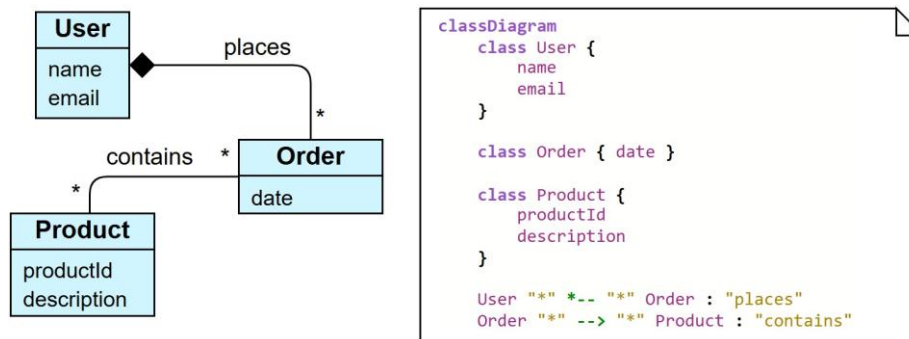 User
name
email
places
*
contains
*
*
Order
date
Product
productId
description
classDiagram
class User {
name
email
}
class Order { date }
class Product {
productId
description
}
User "*" *-- "*" Order : "places"
Order "*" --> "*" Product : "contains"